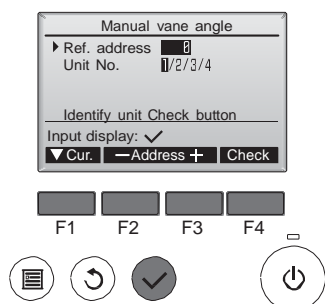 Manual vane angle
Ref. address 0
Unit No. 1/2/3/4
Identify unit Check button
Input display: ✓
▼ Cur. − Address + Check
F1 F2 F3 F4